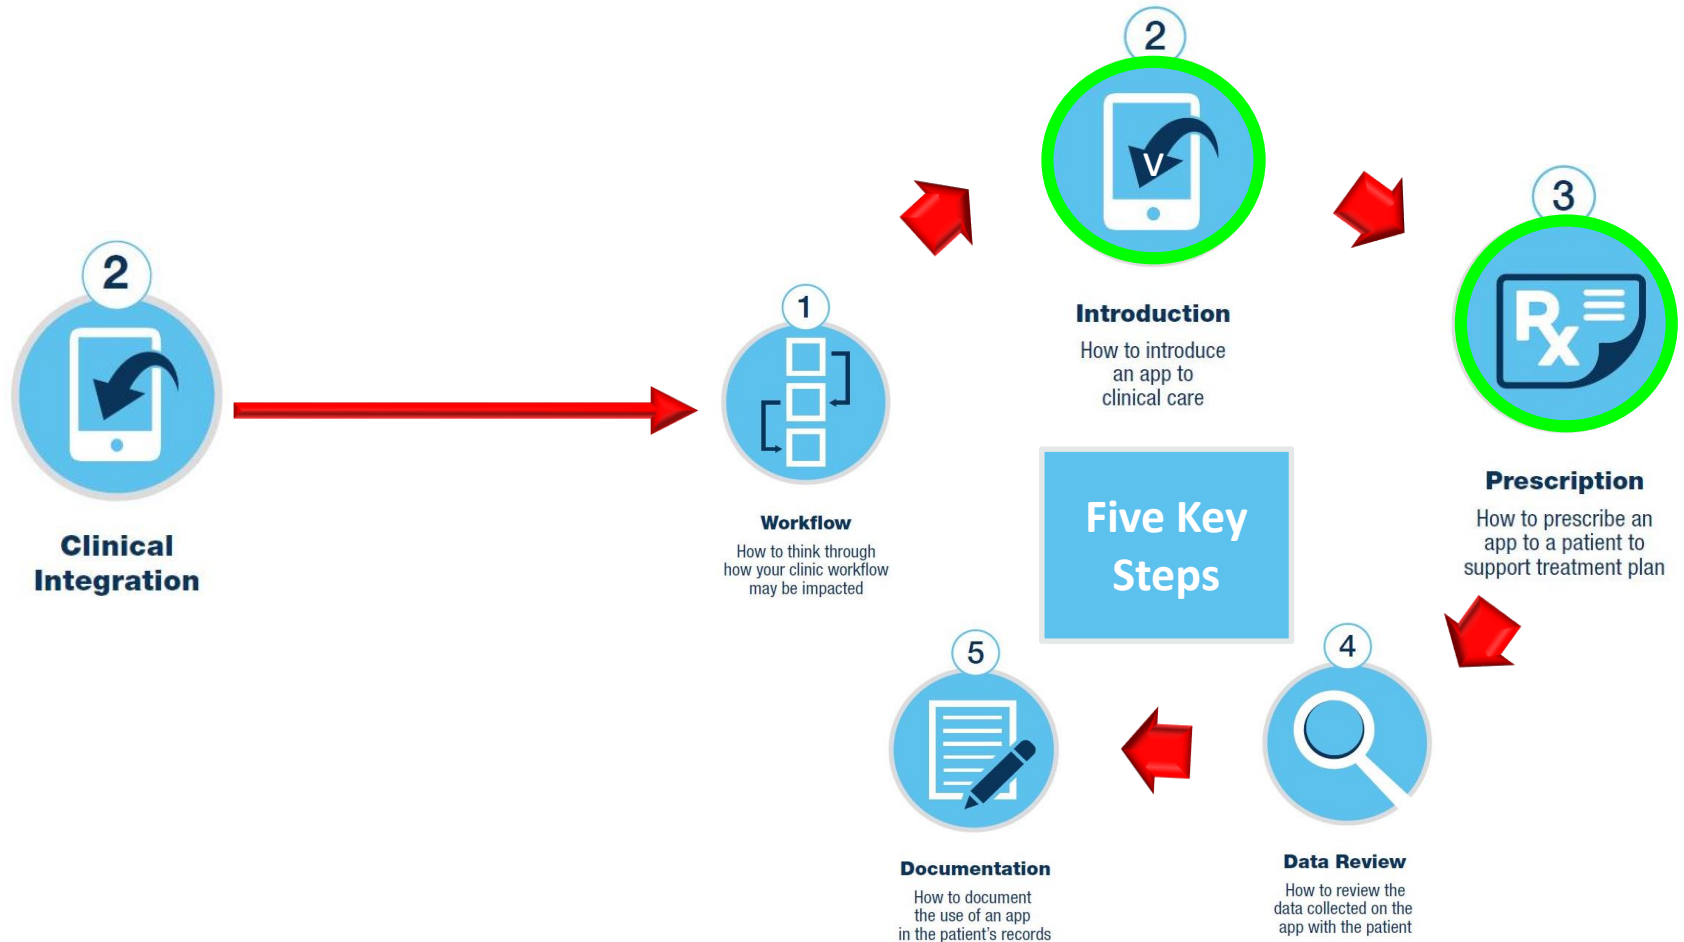 2
Clinical
Integration
1
Workflow
How to think through
how your clinic workflow
may be impacted
2
V
Introduction
How to introduce
an app to
clinical care
3
Rx
Prescription
How to prescribe an
app to a patient to
support treatment plan
Five Key
Steps
4
Data Review
How to review the
data collected on the
app with the patient
5
Documentation
How to document
the use of an app
in the patient's records